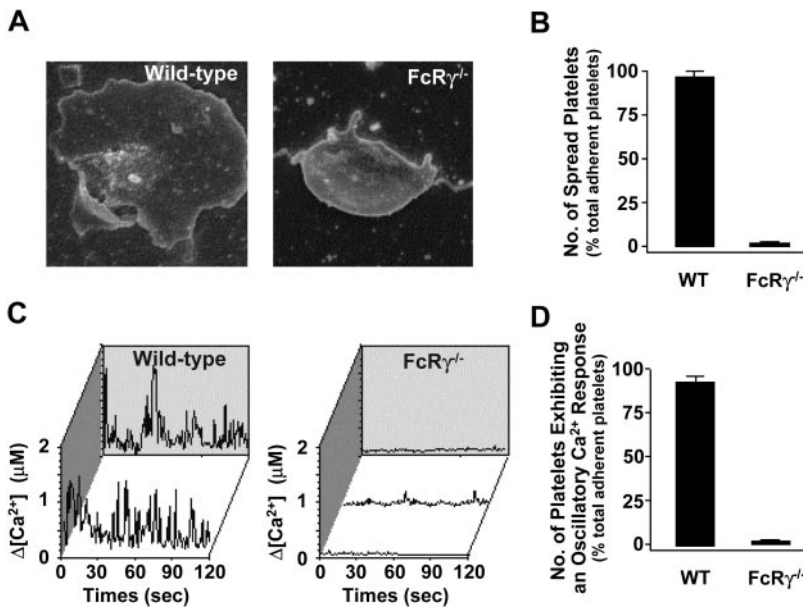 A
Wild-type
FcRγ-/-
B
No. of Spread Platelets
(% total adherent platelets)
100
75
50
25
0
WT
FcRγ-/-
C
Wild-type
FcRγ-/-
Δ[Ca²⁺] (μM)
2
1
0
0
30
60
90
120
Times (sec)
Δ[Ca²⁺] (μM)
2
1
0
0
30
60
90
120
Times (sec)
D
No. of Platelets Exhibiting
an Oscillatory Ca²⁺ Response
(% total adherent platelets)
100
75
50
25
0
WT
FcRγ-/-